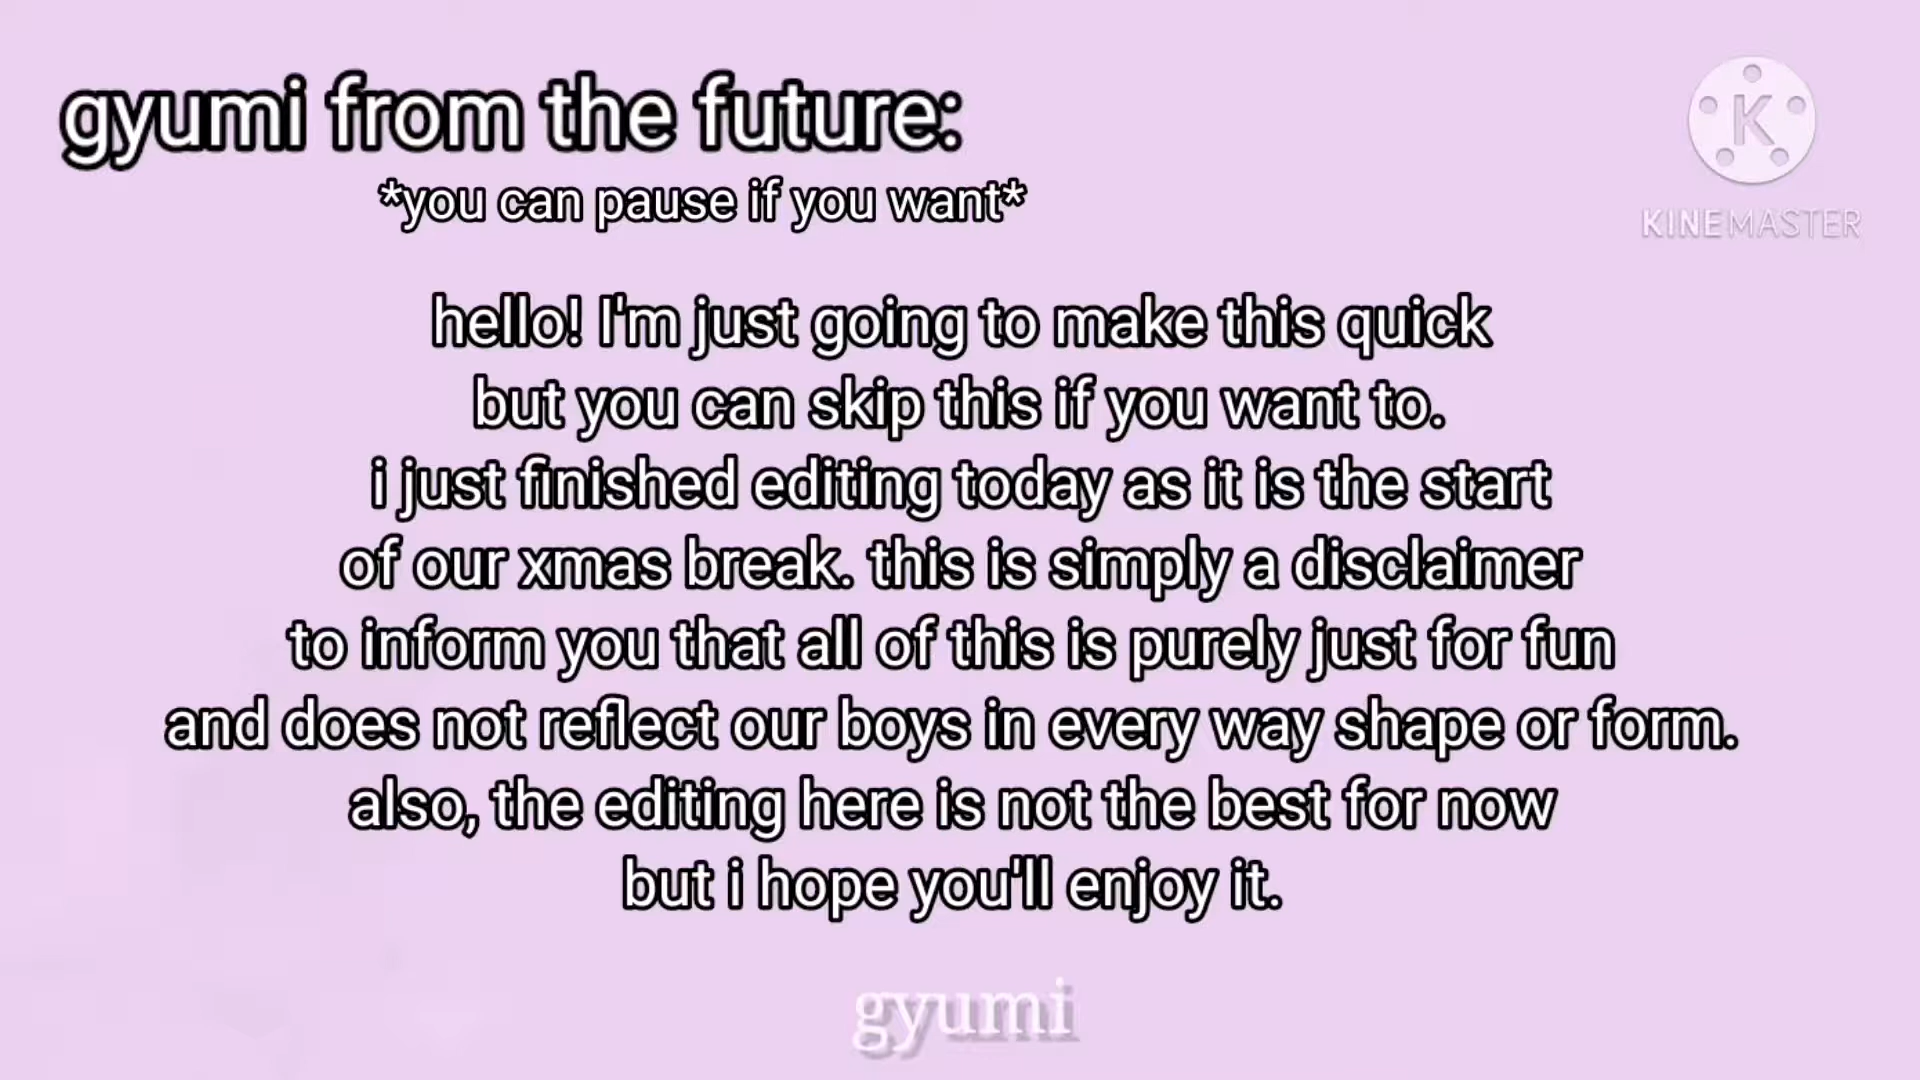 gyumi from the future:
*you can pause if you want*
K
KINEMASTER
hello! I'm just going to make this quick
but you can skip this if you want to.
i just finished editing today as it is the start
of our xmas break. this is simply a disclaimer
to inform you that all of this is purely just for fun
and does not reflect our boys in every way shape or form.
also, the editing here is not the best for now
but i hope you'll enjoy it.
gyumi